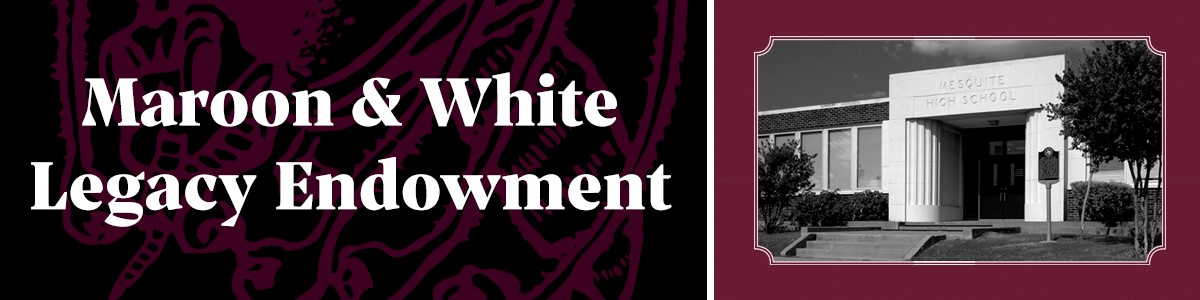 Maroon & White
Legacy Endowment
MESQUITE
HIGH SCHOOL